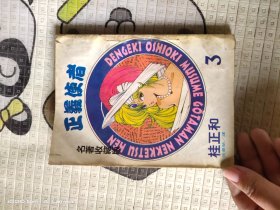 DENGEKI OSHIOKI MUSUME GOTAMAN NEKKETSU HEN
3
正義使者
桂正和